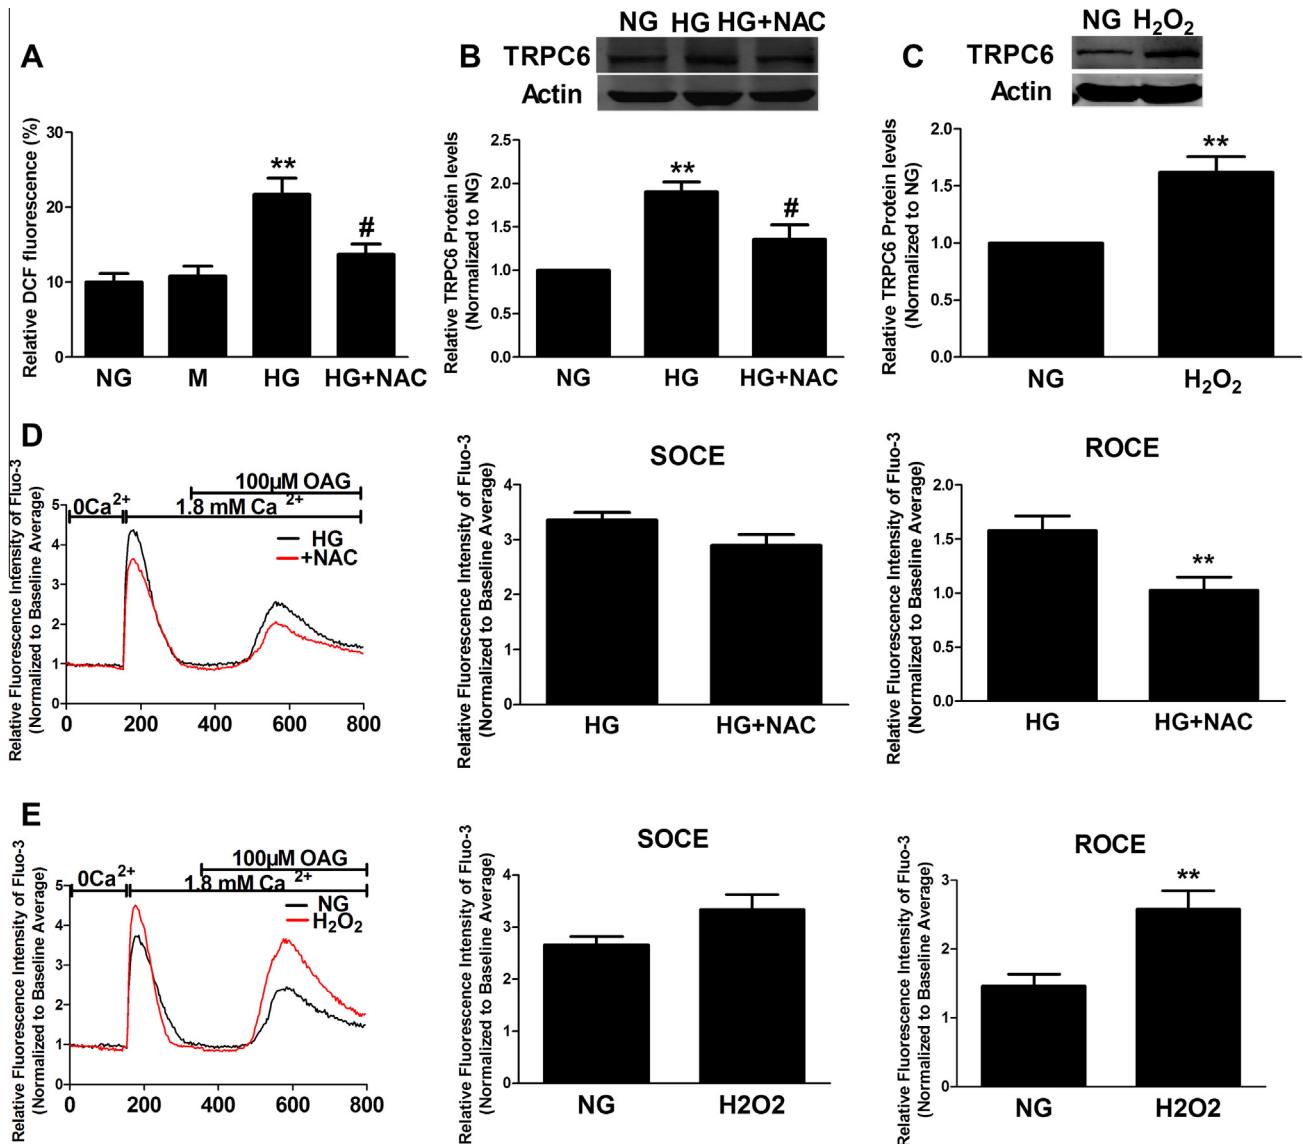 A
Relative DCF fluorescence (%)
30
20
10
0
**
#
NG M HG HG+NAC
B
NG HG HG+NAC
TRPC6
Actin
Relative TRPC6 Protein levels
(Normalized to NG)
2.5
2.0
1.5
1.0
0.5
0.0
**
#
NG HG HG+NAC
C
NG H₂O₂
TRPC6
Actin
Relative TRPC6 Protein levels
(Normalized to NG)
2.0
1.5
1.0
0.5
0.0
**
NG H₂O₂
D
Relative Fluorescence Intensity of Fluo-3
(Normalized to Baseline Average)
5
4
3
2
1
0
100µM OAG
0Ca²⁺ 1.8 mM Ca ²⁺
HG
+NAC
0 200 400 600 800
SOCE
Relative Fluorescence Intensity of Fluo-3
(Normalized to Baseline Average)
4
3
2
1
0
HG HG+NAC
ROCE
Relative Fluorescence Intensity of Fluo-3
(Normalized to Baseline Average)
2.0
1.5
1.0
0.5
0.0
**
HG HG+NAC
E
Relative Fluorescence Intensity of Fluo-3
(Normalized to Baseline Average)
5
4
3
2
1
0
100µM OAG
0Ca²⁺ 1.8 mM Ca ²⁺
NG
H₂O₂
0 200 400 600 800
SOCE
Relative Fluorescence Intensity of Fluo-3
(Normalized to Baseline Average)
4
3
2
1
0
NG H2O2
ROCE
Relative Fluorescence Intensity of Fluo-3
(Normalized to Baseline Average)
3
2
1
0
**
NG H2O2